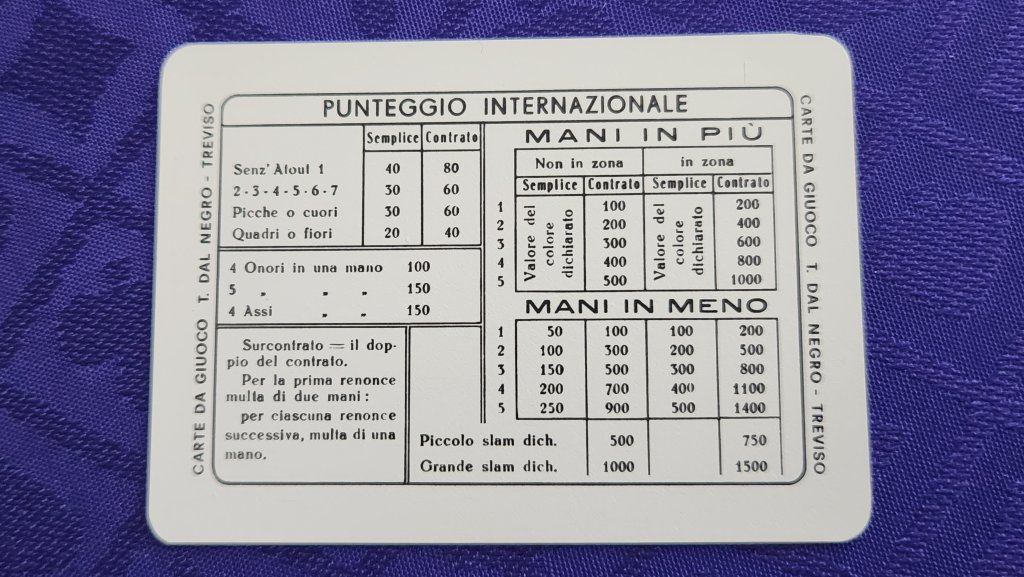 PUNTEGGIO INTERNAZIONALE
Semplice Contrato
Senz' Atout 1 40 80
2-3-4-5-6-7 30 60
Picche o cuori 30 60
Quadri o fiori 20 40
4 Onori in una mano 100
5 „ „ „ 150
4 Assi „ „ 150
Surcontrato = il dop-
pio del contrato.
Per la prima renonce
multa di due mani:
per ciascuna renonce
successiva, multa di una
mano.
MANI IN PIÙ
Non in zona in zona
Semplice Contrato Semplice Contrato
Valore del
colore
dichiarato
Valore del
colore
dichiarato
1 100 200
2 200 400
3 300 600
4 400 800
5 500 1000
MANI IN MENO
1 50 100 100 200
2 100 300 200 500
3 150 500 300 800
4 200 700 400 1100
5 250 900 500 1400
Piccolo slam dich. 500 750
Grande slam dich. 1000 1500
CARTE DA GIUOCO T. DAL NEGRO - TREVISO
CARTE DA GIUOCO T. DAL NEGRO - TREVISO